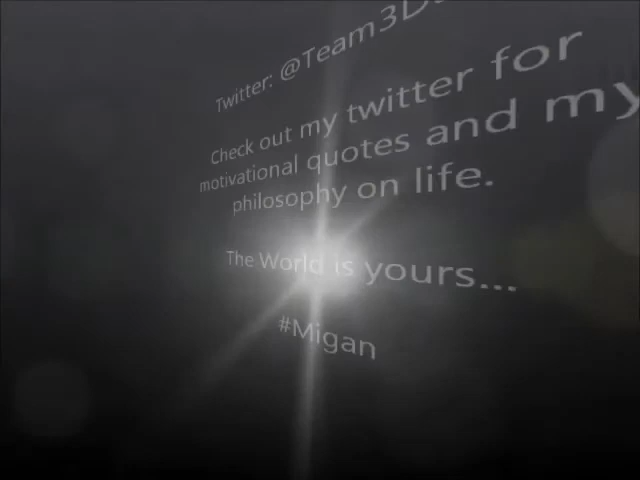 Twitter: @Team3D
Check out my twitter for
motivational quotes and my
philosophy on life.
The World is yours...
#Migan